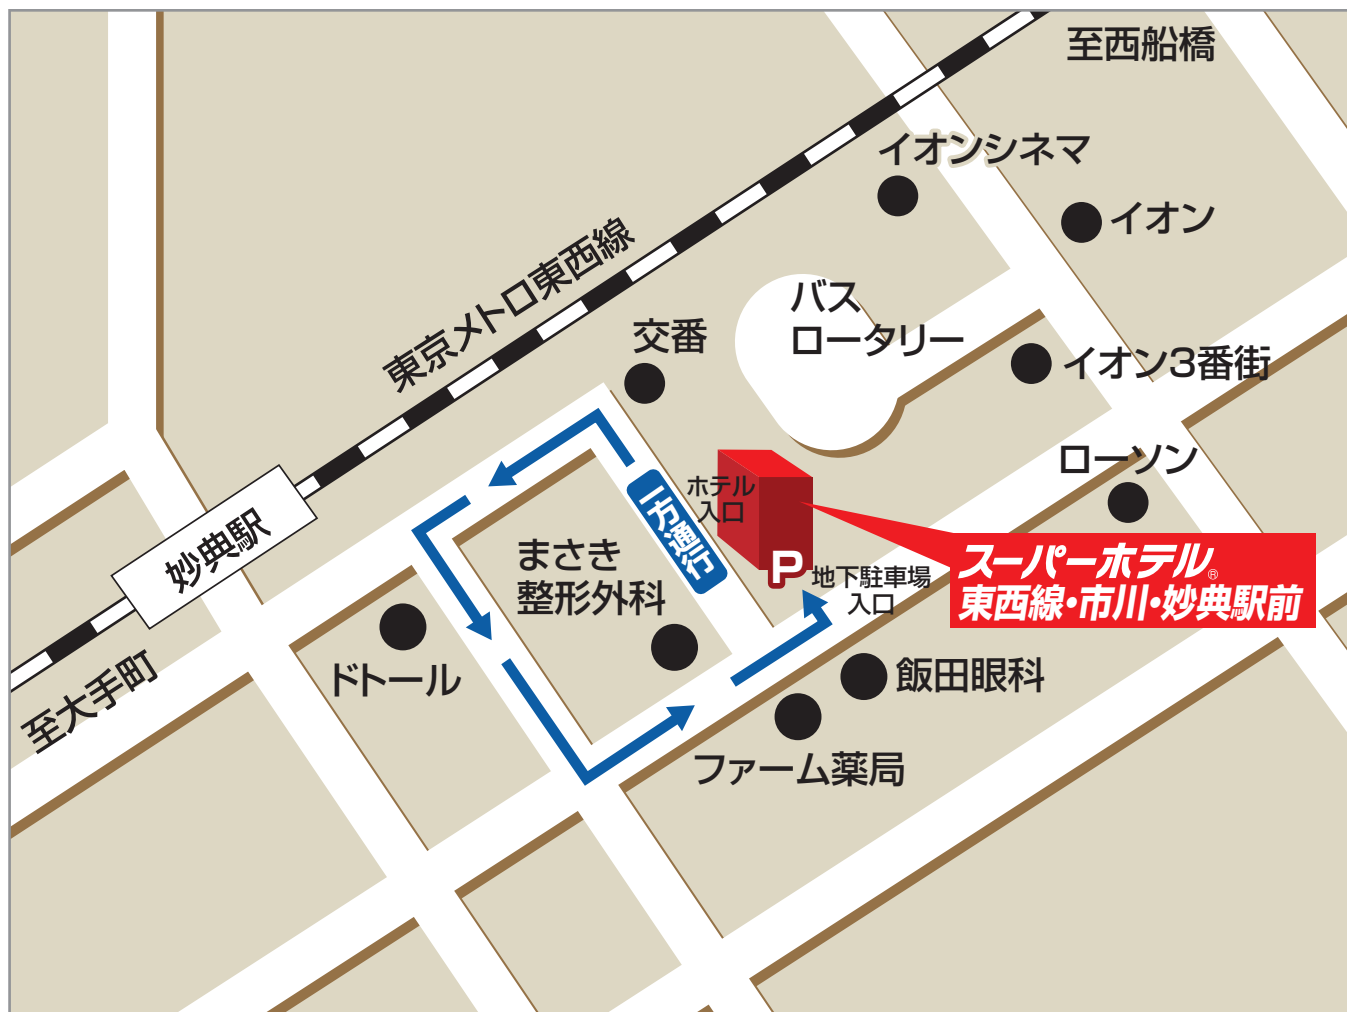 至西船橋
イオンシネマ
イオン
東京メトロ東西線
バス
ロータリー
交番
イオン3番街
ローソン
ホテル
入口
一方通行
妙典駅
まさき
整形外科
P
地下駐車場
入口
スーパーホテル®
東西線・市川・妙典駅前
ドトール
至大手町
飯田眼科
ファーム薬局